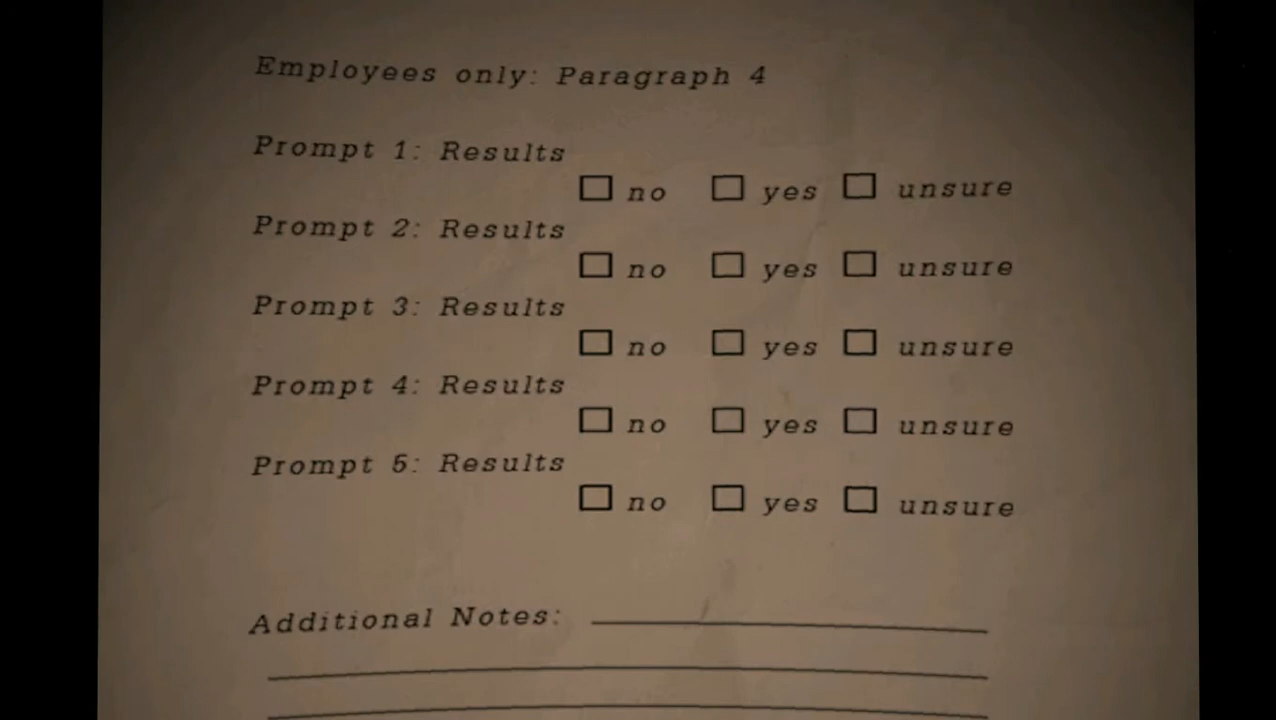 Employees only: Paragraph 4
Prompt 1: Results
no yes unsure
Prompt 2: Results
no yes unsure
Prompt 3: Results
no yes unsure
Prompt 4: Results
no yes unsure
Prompt 5: Results
no yes unsure
Additional Notes: